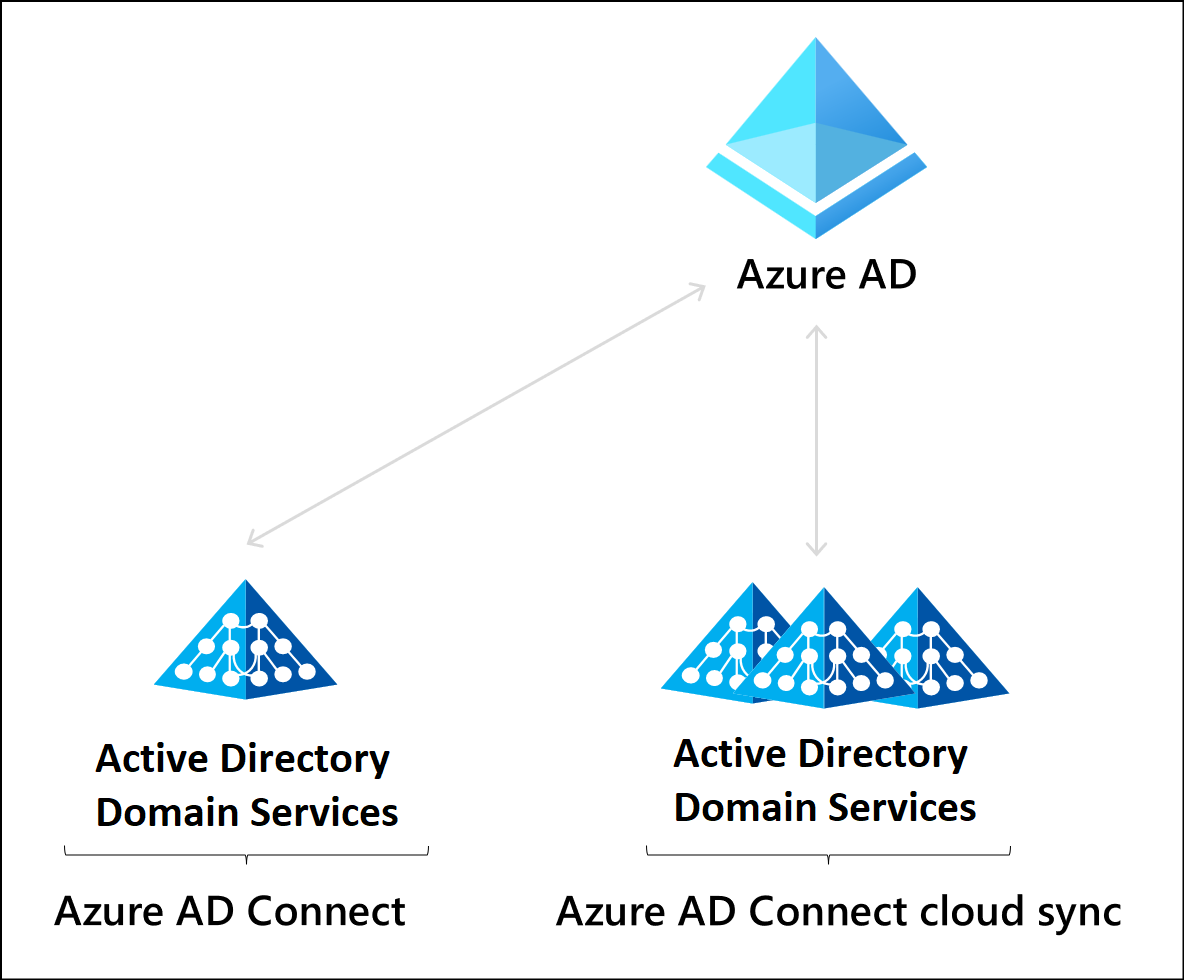 Azure AD
Active Directory
Domain Services
Azure AD Connect
Active Directory
Domain Services
Azure AD Connect cloud sync